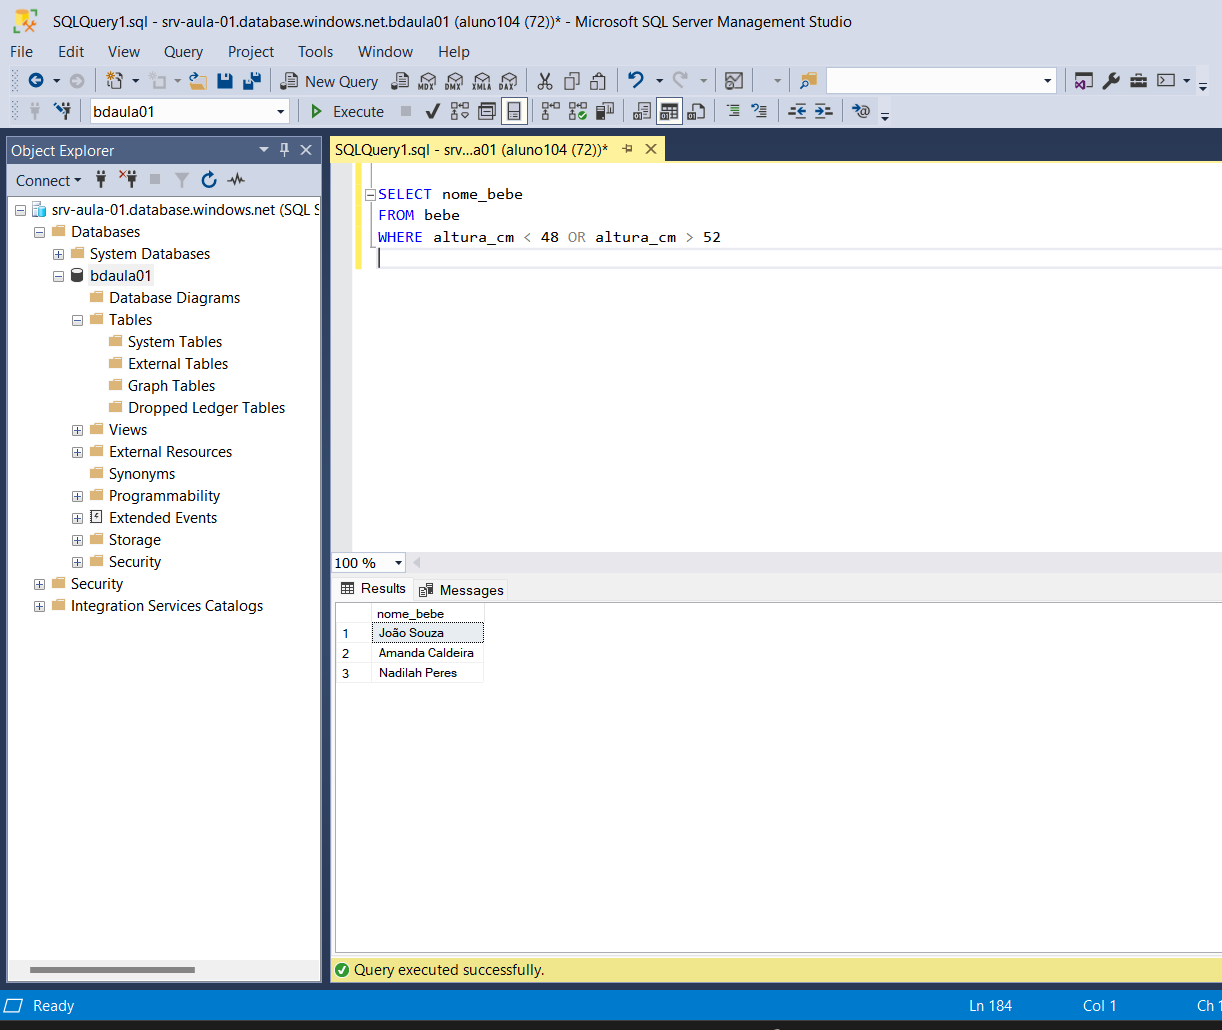 SQLQuery1.sql - srv-aula-01.database.windows.net.bdaula01 (aluno104 (72))* - Microsoft SQL Server Management Studio
File Edit View Query Project Tools Window Help
New Query MDX DMX XMLA DAX
bdaula01 Execute
Object Explorer
Connect
srv-aula-01.database.windows.net (SQL S
Databases
System Databases
bdaula01
Database Diagrams
Tables
System Tables
External Tables
Graph Tables
Dropped Ledger Tables
Views
External Resources
Synonyms
Programmability
Extended Events
Storage
Security
Security
Integration Services Catalogs
SQLQuery1.sql - srv...a01 (aluno104 (72))*
SELECT nome_bebe
FROM bebe
WHERE altura_cm < 48 OR altura_cm > 52
100 %
Results Messages
nome_bebe
1 João Souza
2 Amanda Caldeira
3 Nadilah Peres
Query executed successfully.
Ready Ln 184 Col 1 Ch 1